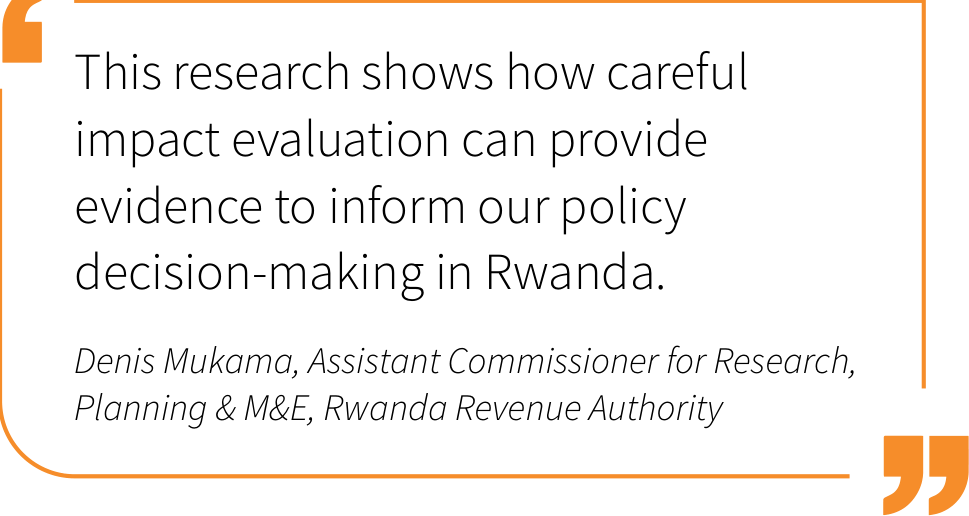 This research shows how careful
impact evaluation can provide
evidence to inform our policy
decision-making in Rwanda.
Denis Mukama, Assistant Commissioner for Research,
Planning & M&E, Rwanda Revenue Authority